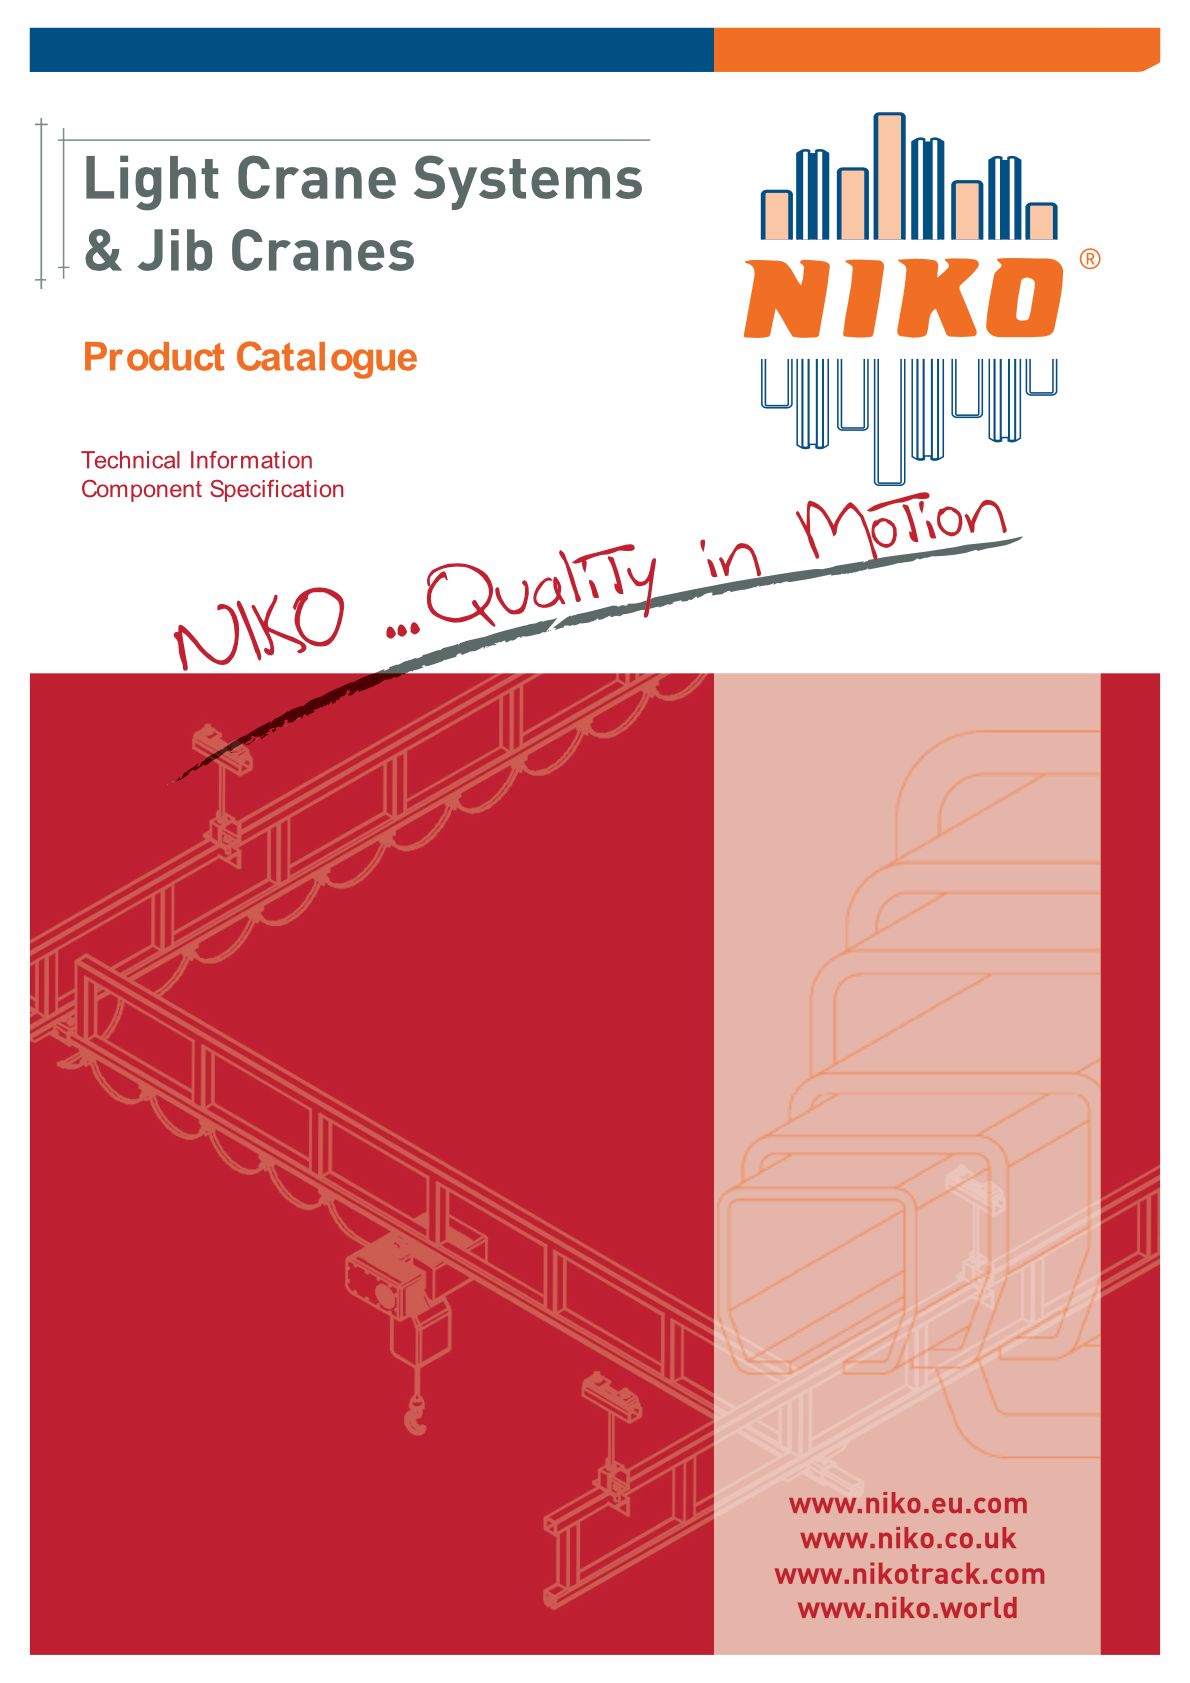 Light Crane Systems
& Jib Cranes
NIKO ®
Product Catalogue
Technical Information
Component Specification
NIKO ... Quality in Motion
www.niko.eu.com
www.niko.co.uk
www.nikotrack.com
www.niko.world